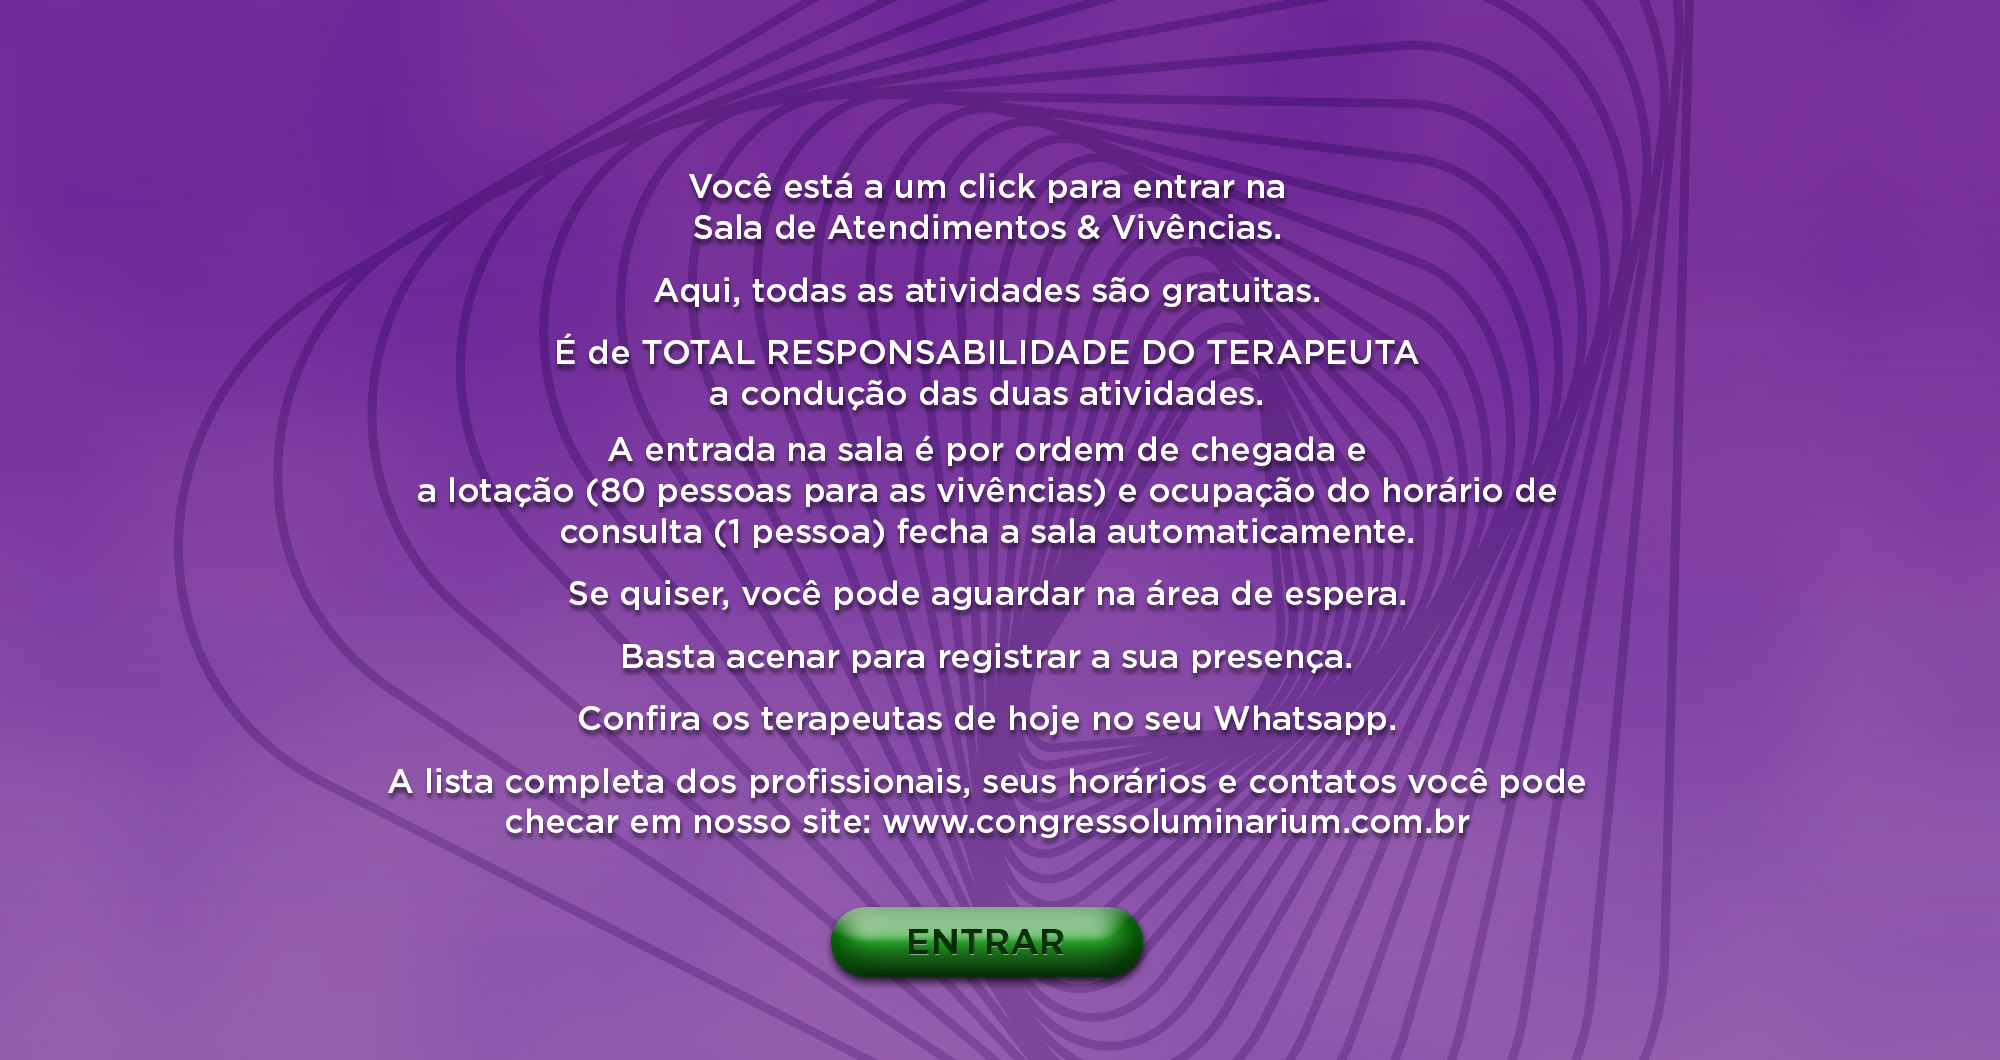 Você está a um click para entrar na
Sala de Atendimentos & Vivências.
Aqui, todas as atividades são gratuitas.
É de TOTAL RESPONSABILIDADE DO TERAPEUTA
a condução das duas atividades.
A entrada na sala é por ordem de chegada e
a lotação (80 pessoas para as vivências) e ocupação do horário de
consulta (1 pessoa) fecha a sala automaticamente.
Se quiser, você pode aguardar na área de espera.
Basta acenar para registrar a sua presença.
Confira os terapeutas de hoje no seu Whatsapp.
A lista completa dos profissionais, seus horários e contatos você pode
checar em nosso site: www.congressoluminarium.com.br
ENTRAR